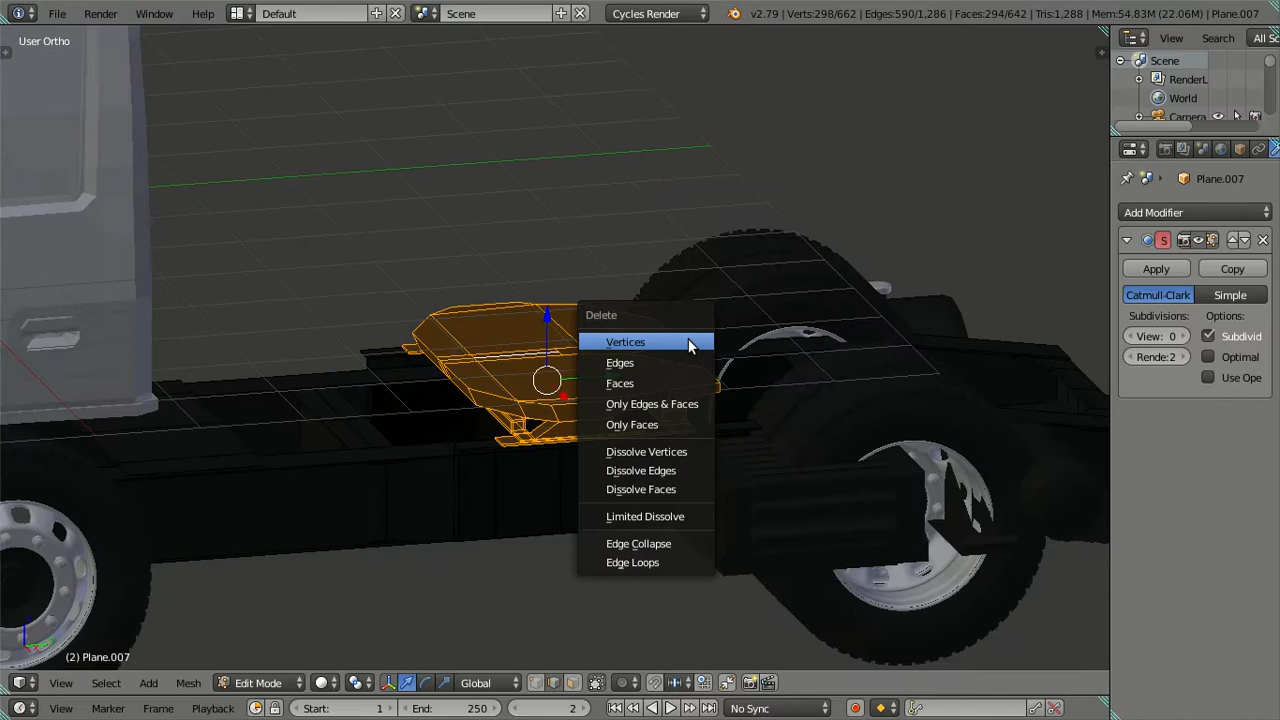 File Render Window Help Default Scene Cycles Render v2.79 | Verts:298/662 | Edges:590/1,286 | Faces:294/642 | Tris:1,288 | Mem:54.83M (22.06M) | Plane.007
User Ortho
View Search All Sc
Scene
RenderL
World
Camera
Plane.007
Add Modifier
S
Apply Copy
Catmull-Clark Simple
Subdivisions: Options:
View: 0 Subdivid
Rende:2 Optimal
Use Ope
Delete
Vertices
Edges
Faces
Only Edges & Faces
Only Faces
Dissolve Vertices
Dissolve Edges
Dissolve Faces
Limited Dissolve
Edge Collapse
Edge Loops
(2) Plane.007
View Select Add Mesh Edit Mode Global
View Marker Frame Playback Start: 1 End: 250 2 No Sync